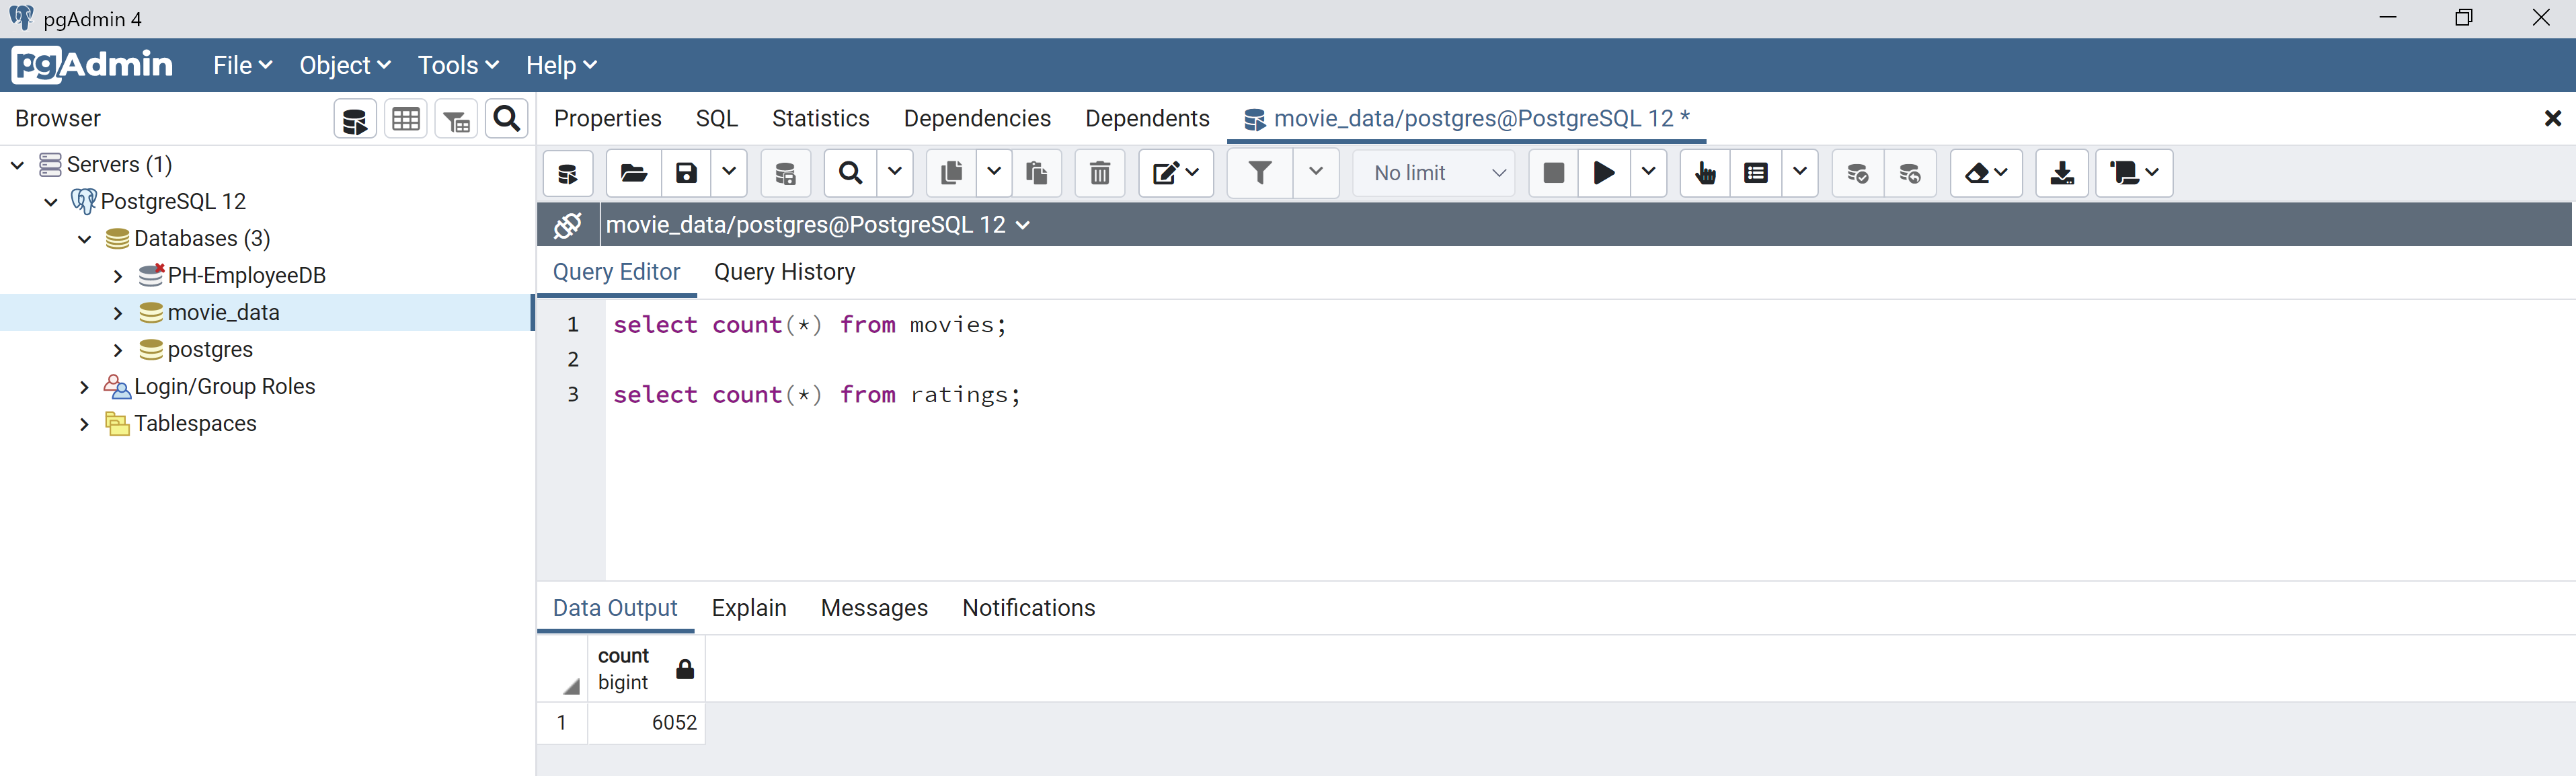 pgAdmin 4
pgAdmin File Object Tools Help
Browser
Servers (1)
PostgreSQL 12
Databases (3)
PH-EmployeeDB
movie_data
postgres
Login/Group Roles
Tablespaces
Properties SQL Statistics Dependencies Dependents movie_data/postgres@PostgreSQL 12 *
No limit
movie_data/postgres@PostgreSQL 12
Query Editor Query History
1 select count(*) from movies;
2
3 select count(*) from ratings;
Data Output Explain Messages Notifications
count
bigint
1 6052